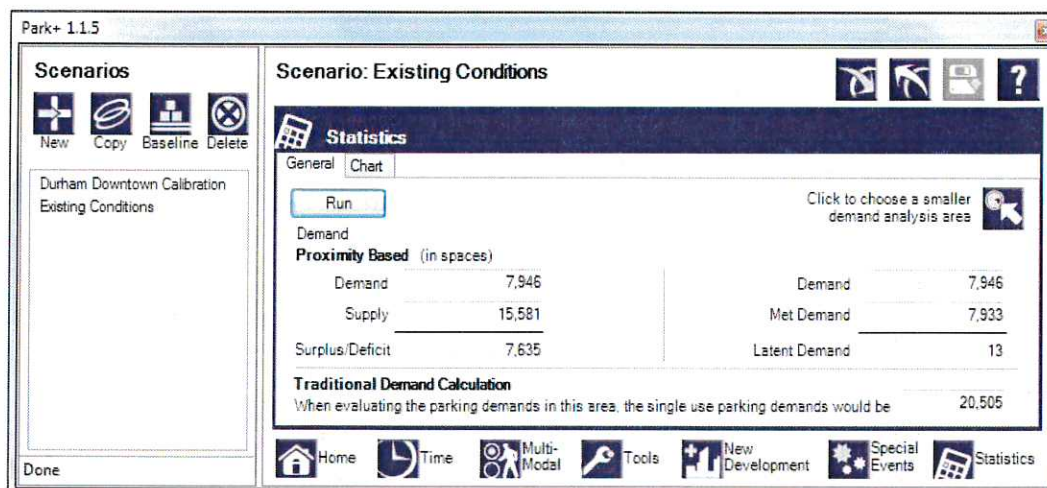 Park+ 1.1.5
Scenarios
New Copy Baseline Delete
Durham Downtown Calibration
Existing Conditions
Done
Scenario: Existing Conditions
?
Statistics
General Chart
Run
Click to choose a smaller
demand analysis area
Demand
Proximity Based (in spaces)
Demand 7,946 Demand 7,946
Supply 15,581 Met Demand 7,933
Surplus/Deficit 7,635 Latent Demand 13
Traditional Demand Calculation
When evaluating the parking demands in this area, the single use parking demands would be 20,505
Home Time Multi-Modal Tools New Development Special Events Statistics